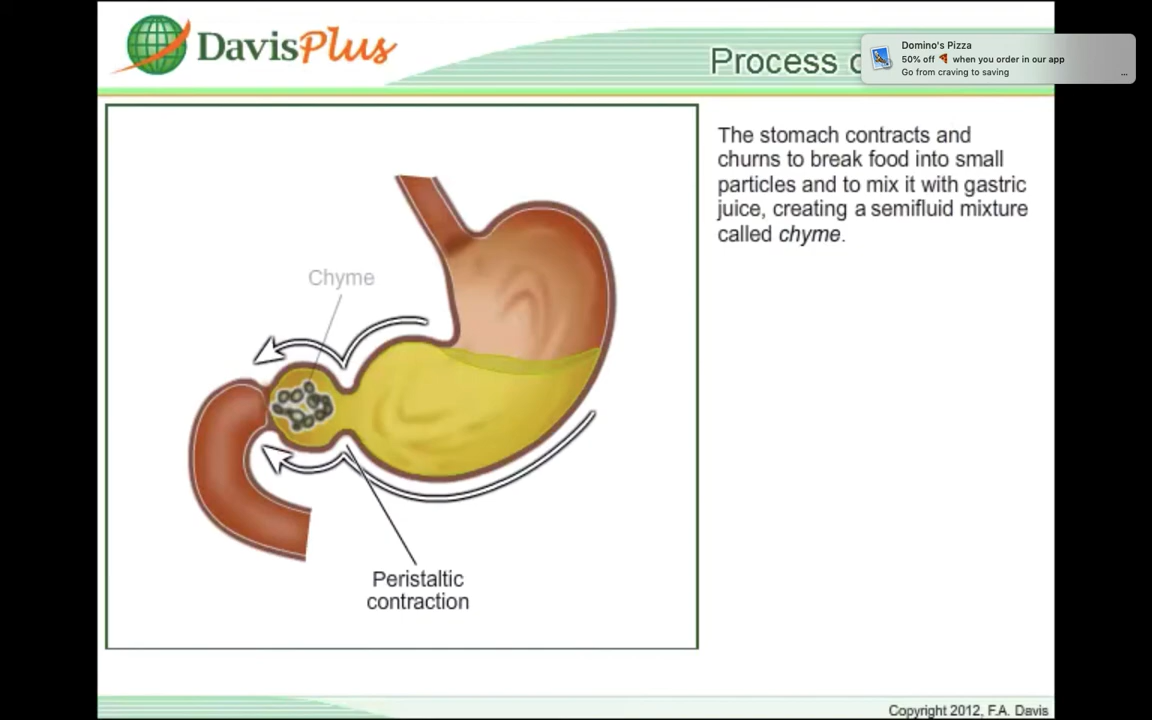 DavisPlus
Process
Domino's Pizza
50% off 🍕 when you order in our app
Go from craving to saving
...
The stomach contracts and
churns to break food into small
particles and to mix it with gastric
juice, creating a semifluid mixture
called chyme.
Chyme
Peristaltic
contraction
Copyright 2012, F.A. Davis